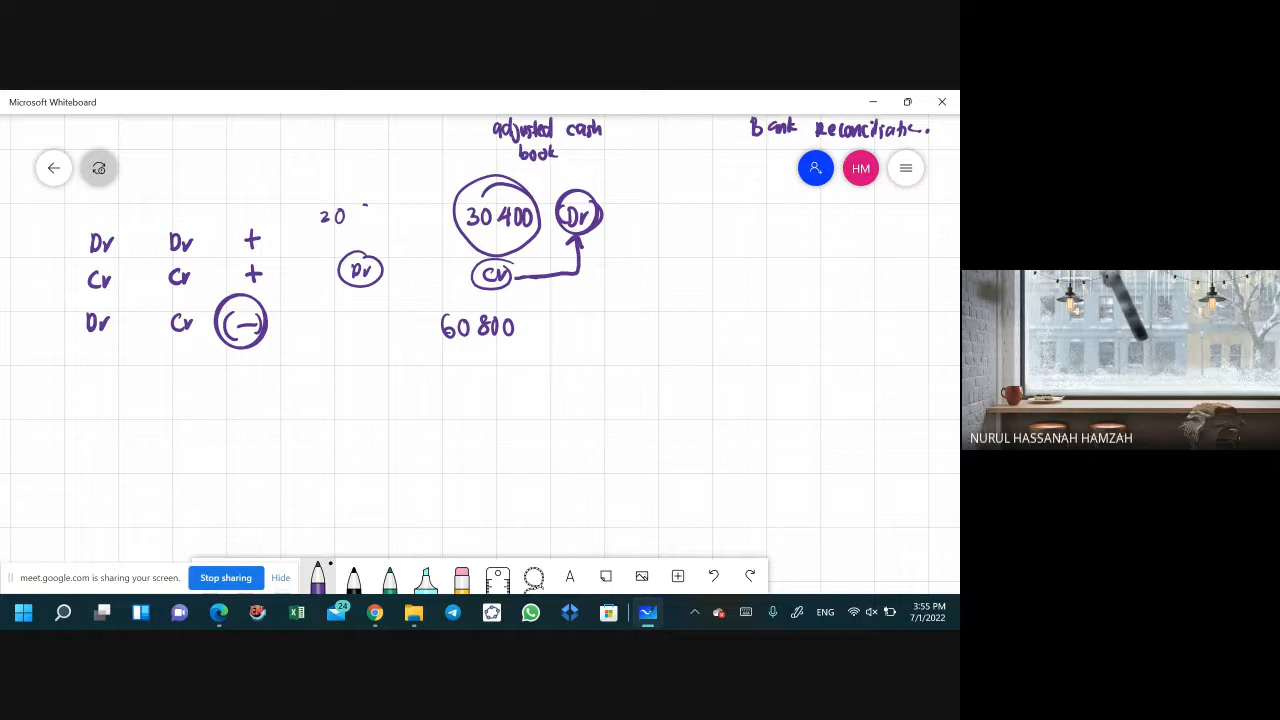 Microsoft Whiteboard
adjusted cash
book
Bank Reconciliation.
HM
20
30 400 Dr
Dr Dr +
Cr Cr +
Dr
Cr
Dr Cr (-)
60 800
NURUL HASSANAH HAMZAH
meet.google.com is sharing your screen.
Stop sharing
Hide
A
24
ENG
3:55 PM
7/1/2022